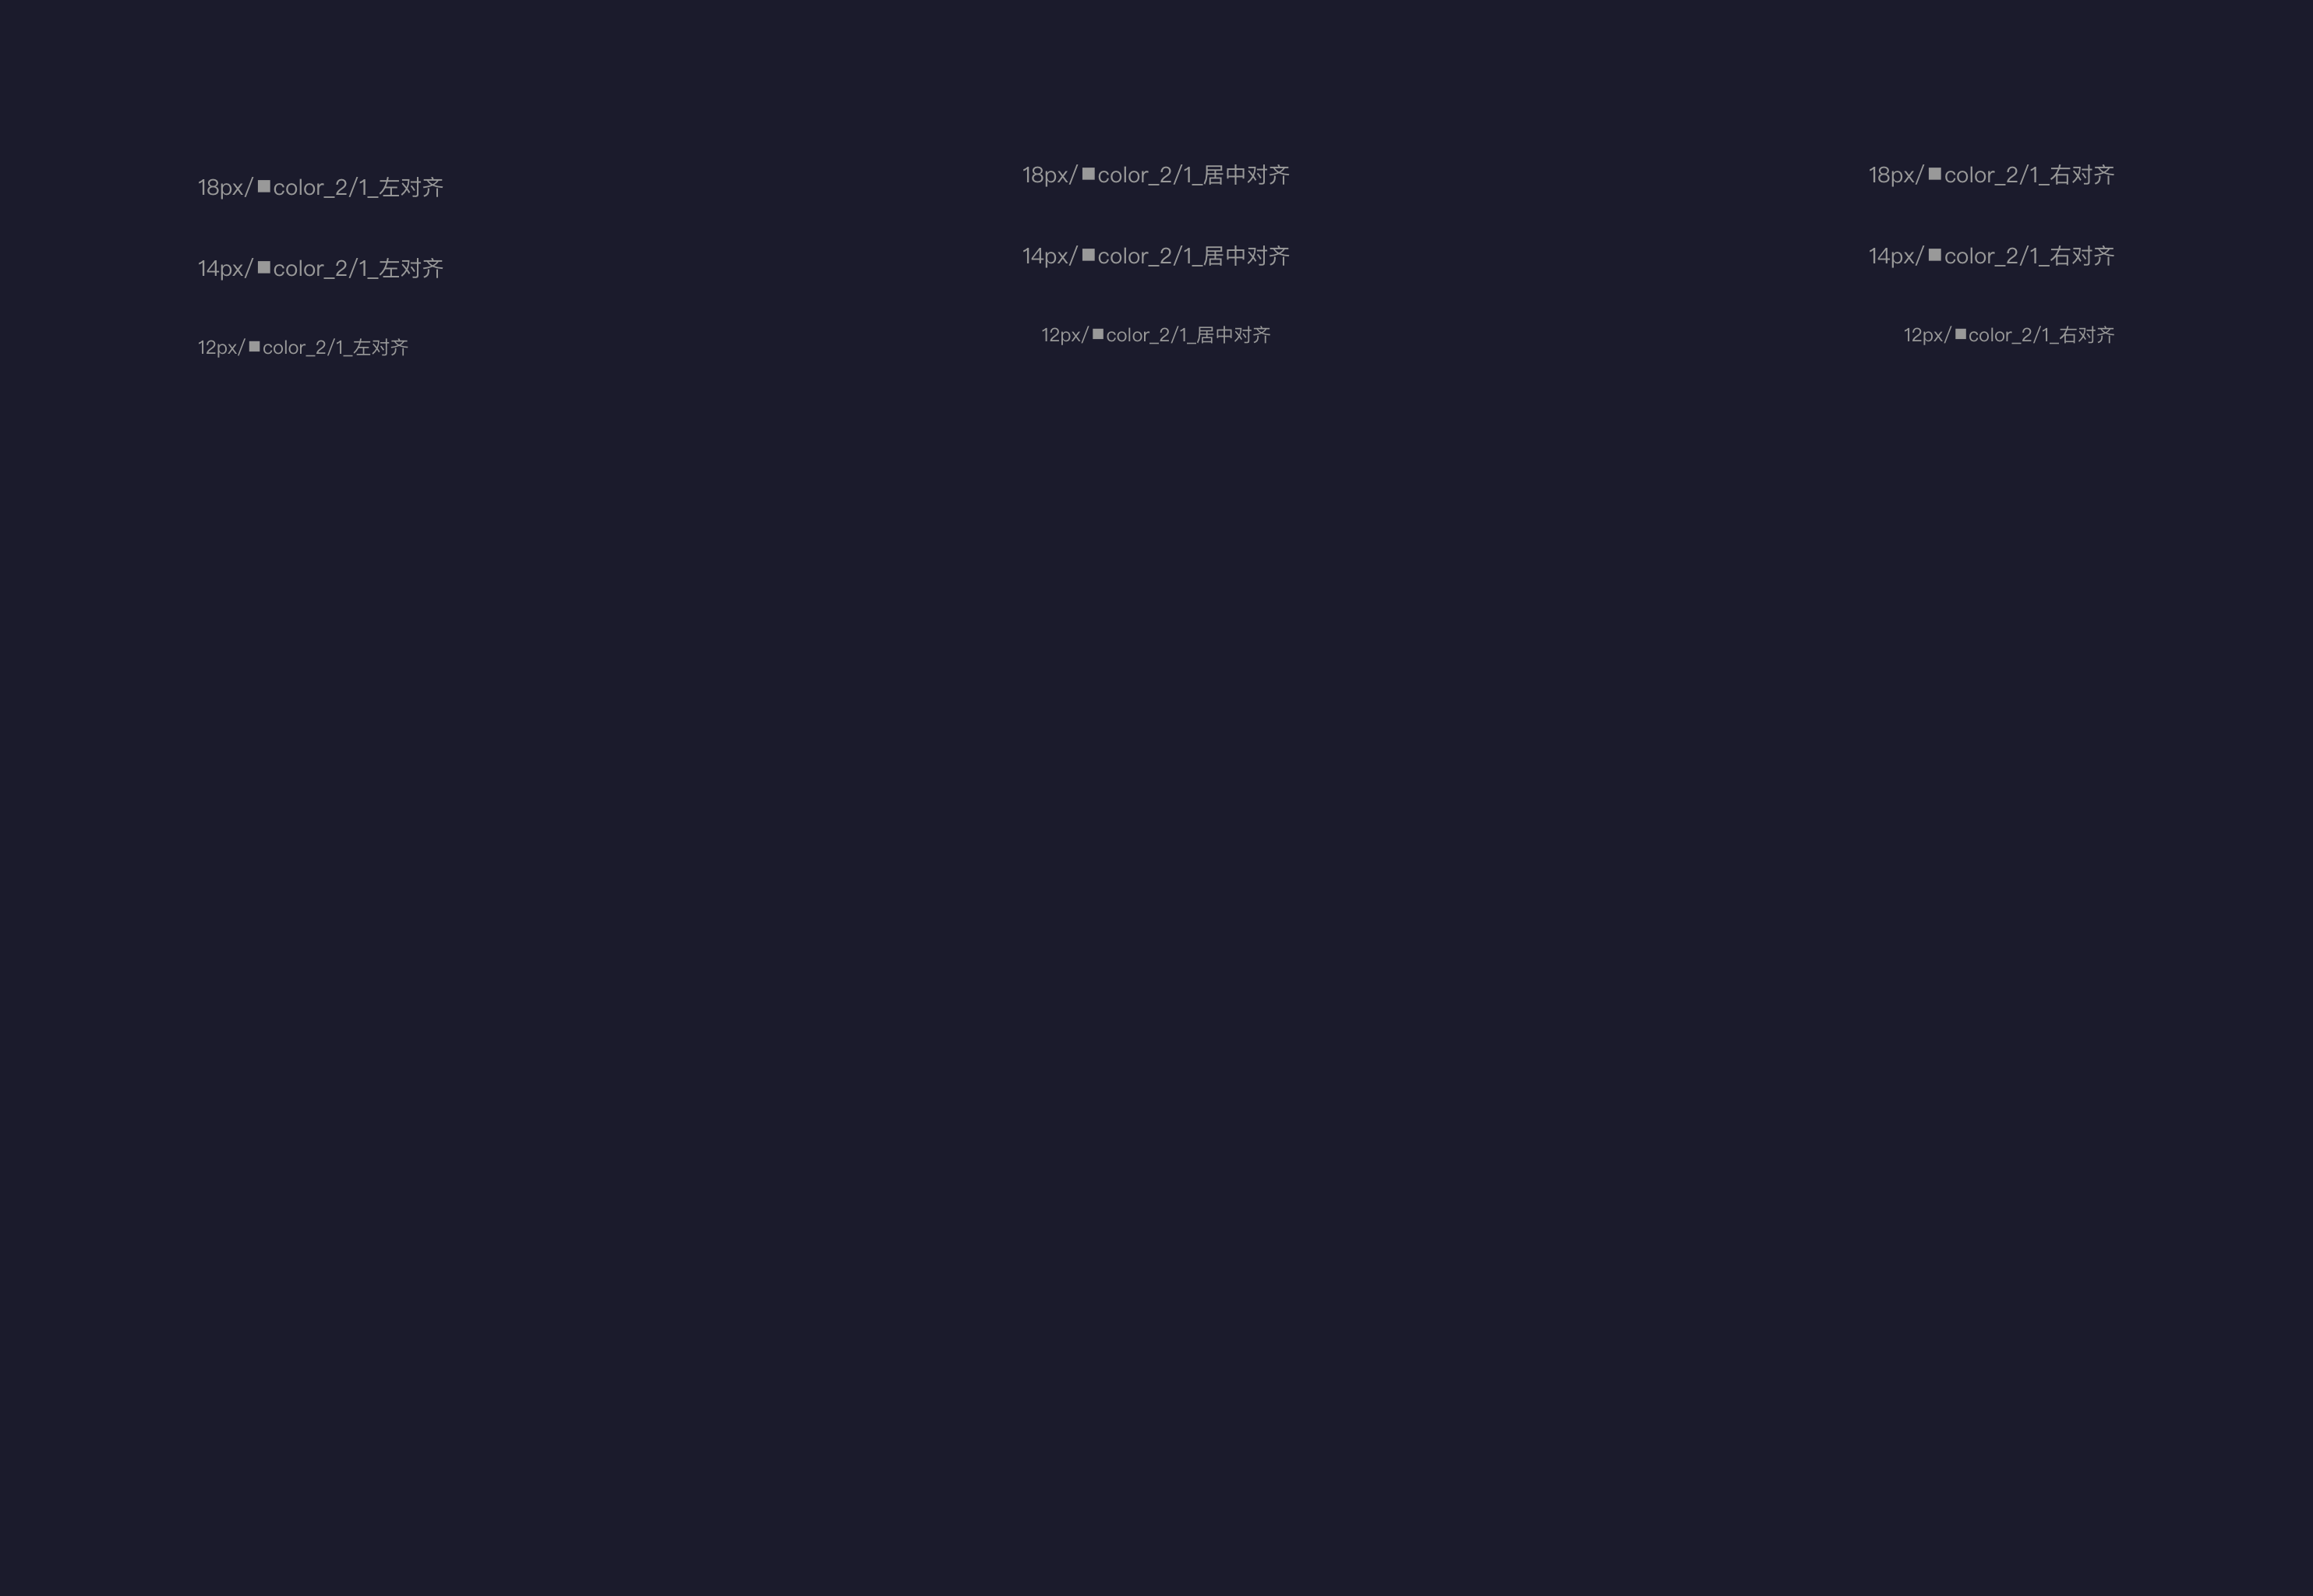 18px/■color_2/1_左对齐
14px/■color_2/1_左对齐
12px/■color_2/1_左对齐
18px/■color_2/1_居中对齐
14px/■color_2/1_居中对齐
12px/■color_2/1_居中对齐
18px/■color_2/1_右对齐
14px/■color_2/1_右对齐
12px/■color_2/1_右对齐